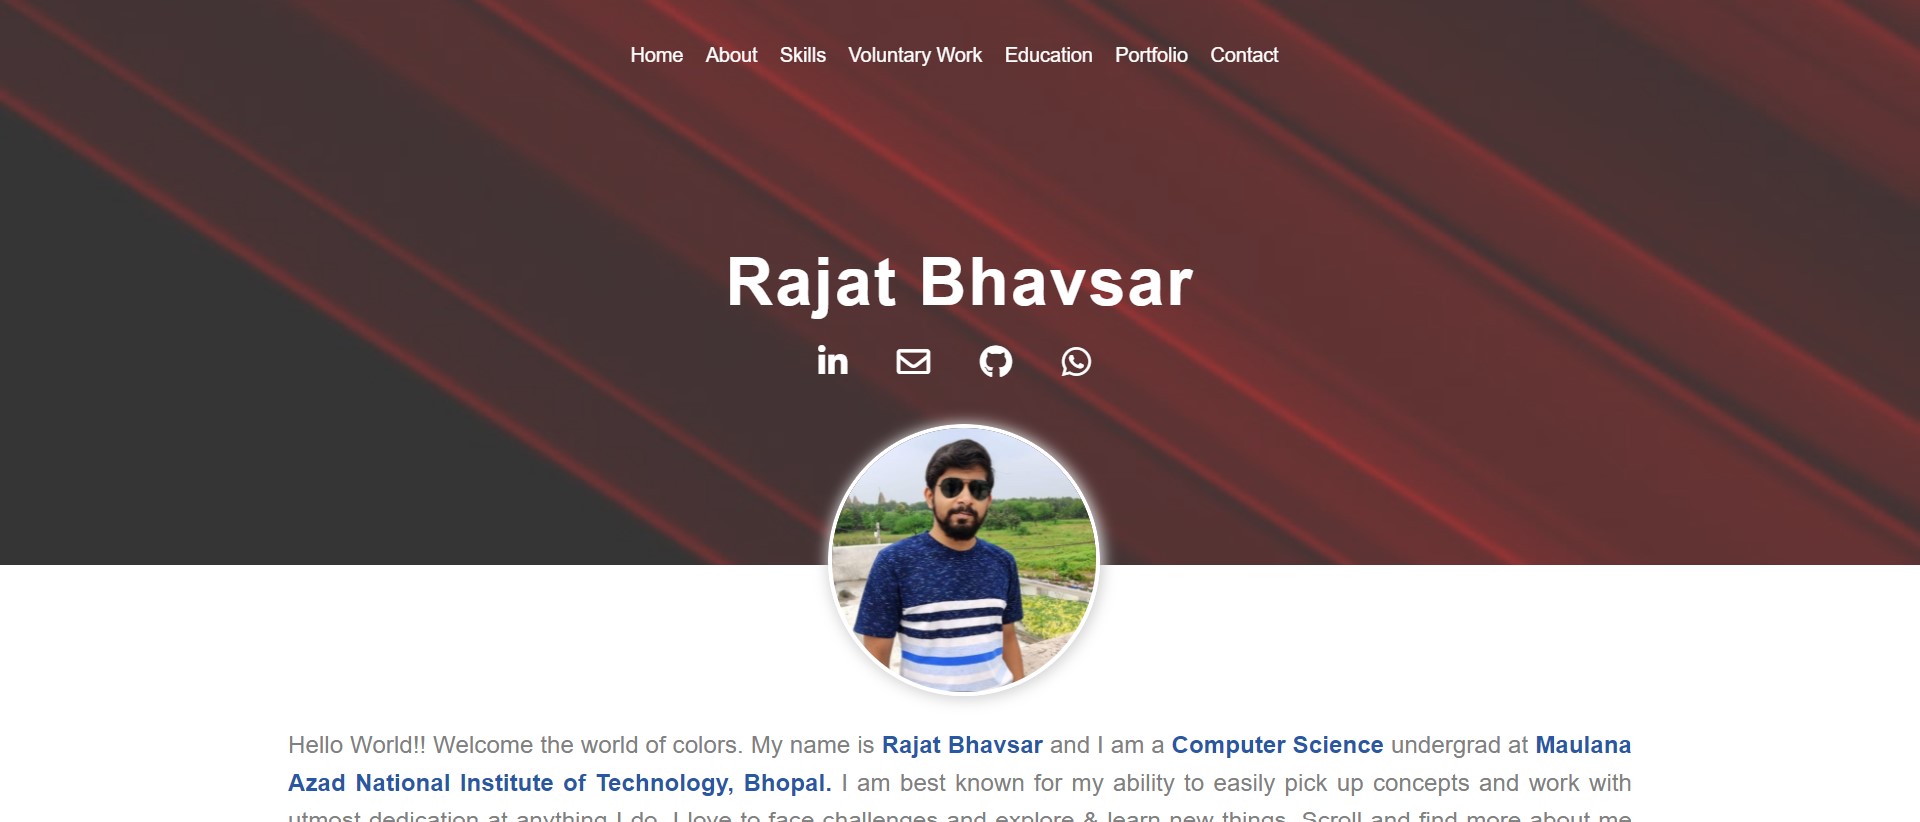 Home About Skills Voluntary Work Education Portfolio Contact
Rajat Bhavsar
Hello World!! Welcome the world of colors. My name is Rajat Bhavsar and I am a Computer Science undergrad at Maulana
Azad National Institute of Technology, Bhopal. I am best known for my ability to easily pick up concepts and work with
utmost dedication at anything I do. I love to face challenges and explore & learn new things. Scroll and find more about me